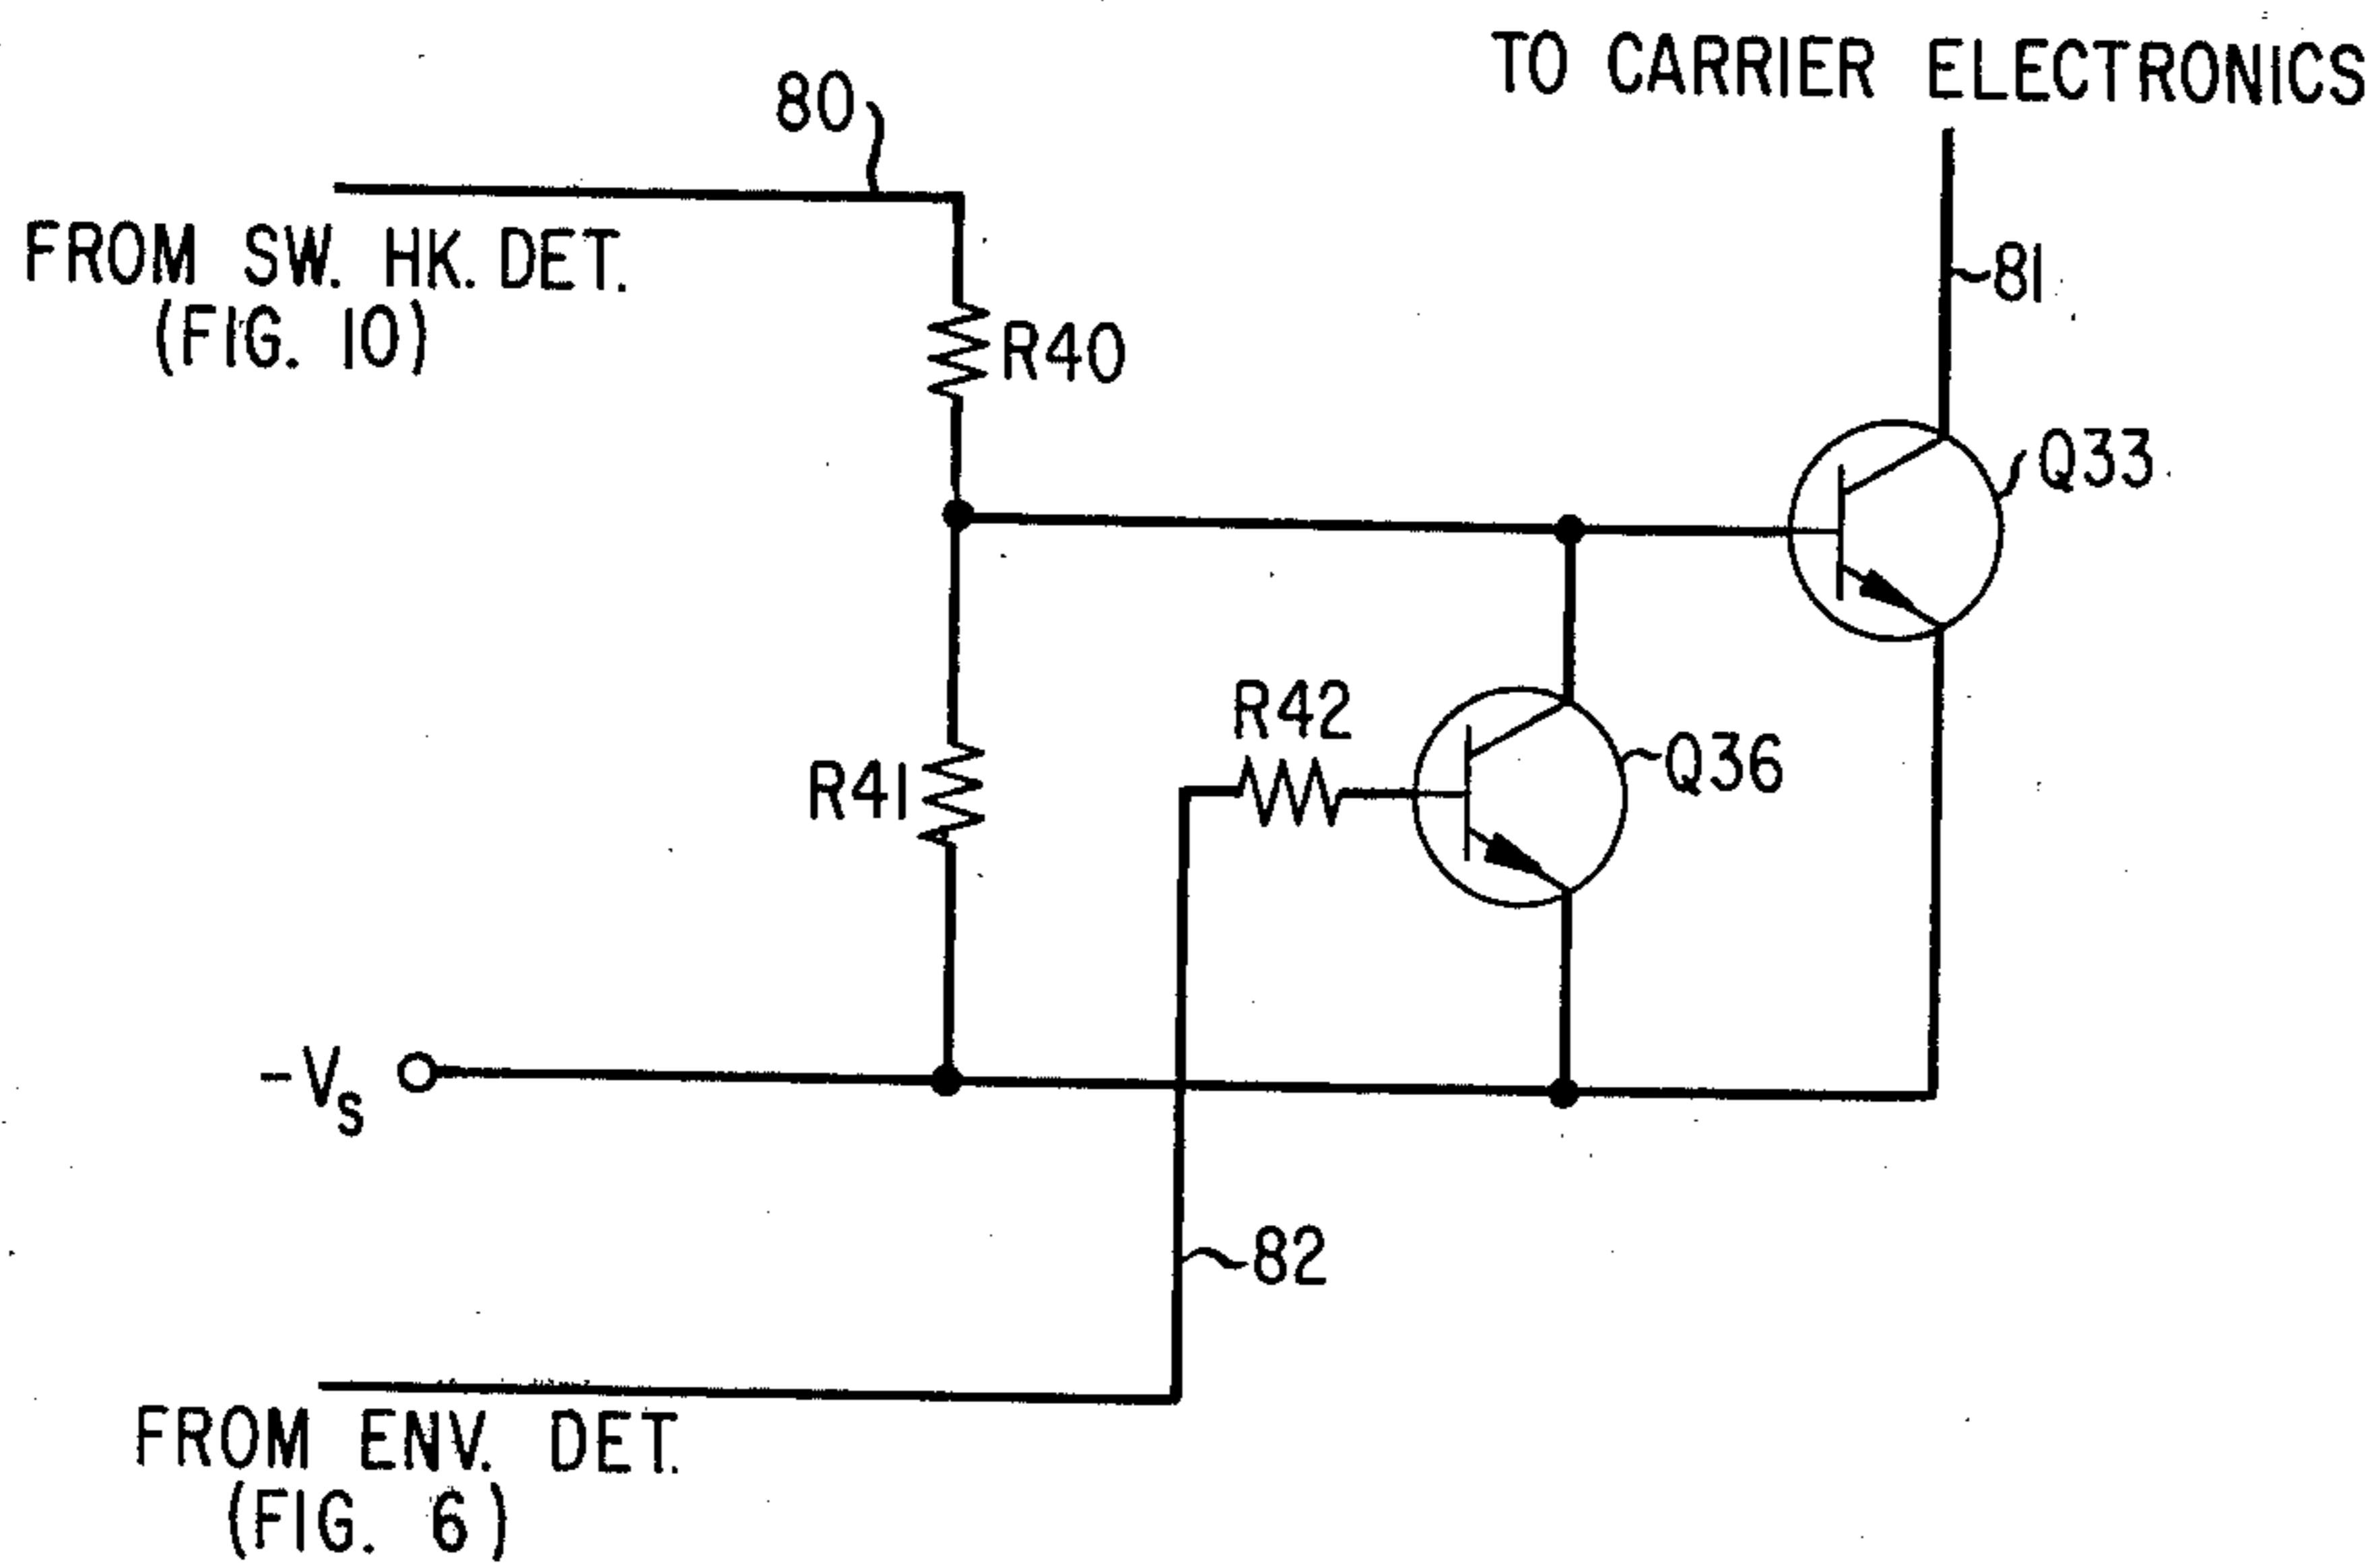 TO CARRIER ELECTRONICS
80
FROM SW. HK. DET.
(FIG. 10)
81
R40
Q33
R42
Q36
R41
-VS
82
FROM ENV. DET.
(FIG. 6)